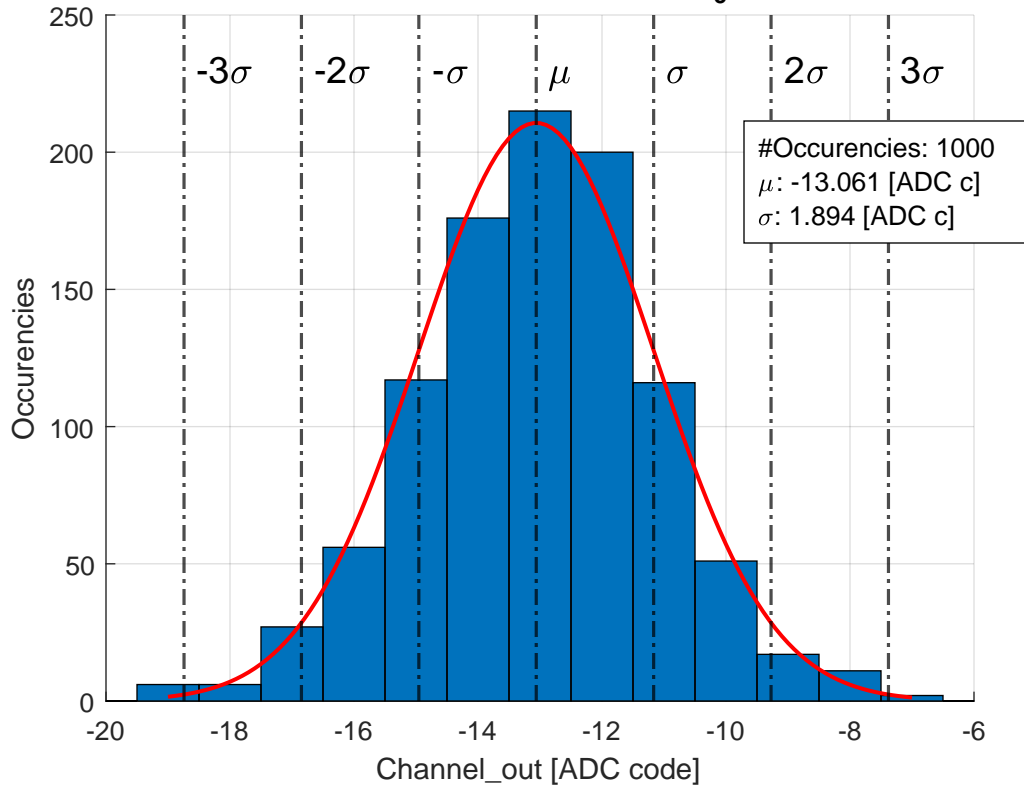 250
200
150
100
50
0
-3σ -2σ -σ μ σ 2σ 3σ
#Occurencies: 1000
μ: -13.061 [ADC c]
σ: 1.894 [ADC c]
Occurencies
-20 -18 -16 -14 -12 -10 -8 -6
Channel_out [ADC code]